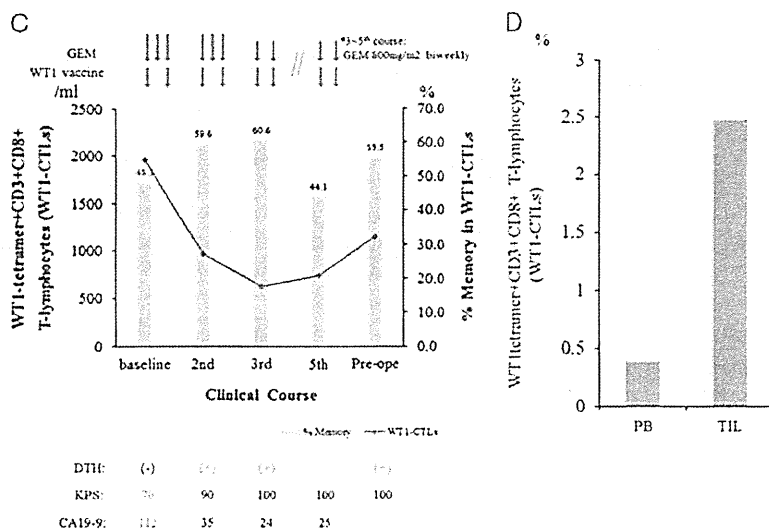 C
GEM
WT1 vaccine
*3~5th course:
GEM 800mg/m2 biweekly
/ml
%
WT1-tetramer+CD3+CD8+
T-lymphocytes (WT1-CTLs)
2500
2000
1500
1000
500
0
59.6
60.6
44.3
70.0
60.0
50.0
40.0
30.0
20.0
10.0
0.0
% Memory in WT1-CTLs
baseline 2nd 3rd 5th Pre-ope
Clinical Course
% Memory WT1-CTLs
DTH: (-) (+) (+) (+)
KPS: 70 90 100 100 100
CA19-9: 35 24 25
D
%
WT1tetramer+CD3+CD8+ T-lymphocytes
(WT1-CTLs)
3
2.5
2
1.5
1
0.5
0
PB TIL